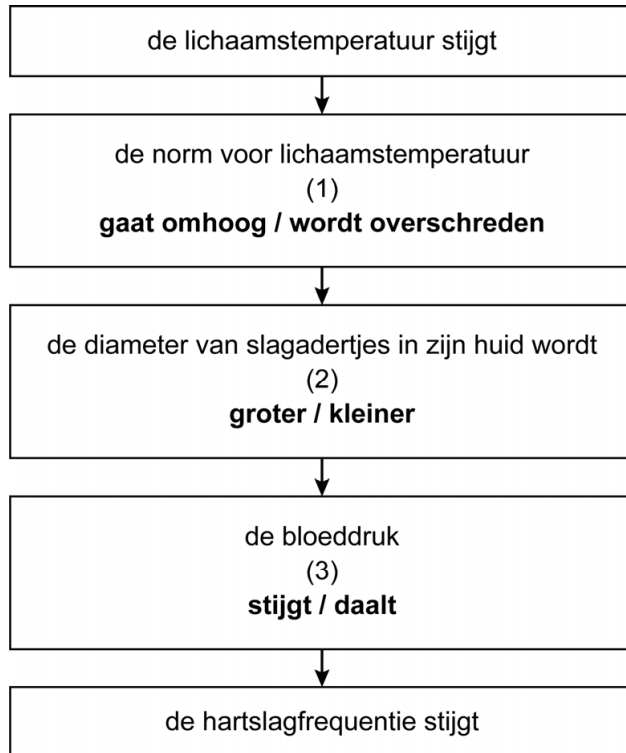 de lichaamstemperatuur stijgt
de norm voor lichaamstemperatuur
(1)
gaat omhoog / wordt overschreden
de diameter van slagadertjes in zijn huid wordt
(2)
groter / kleiner
de bloeddruk
(3)
stijgt / daalt
de hartslagfrequentie stijgt